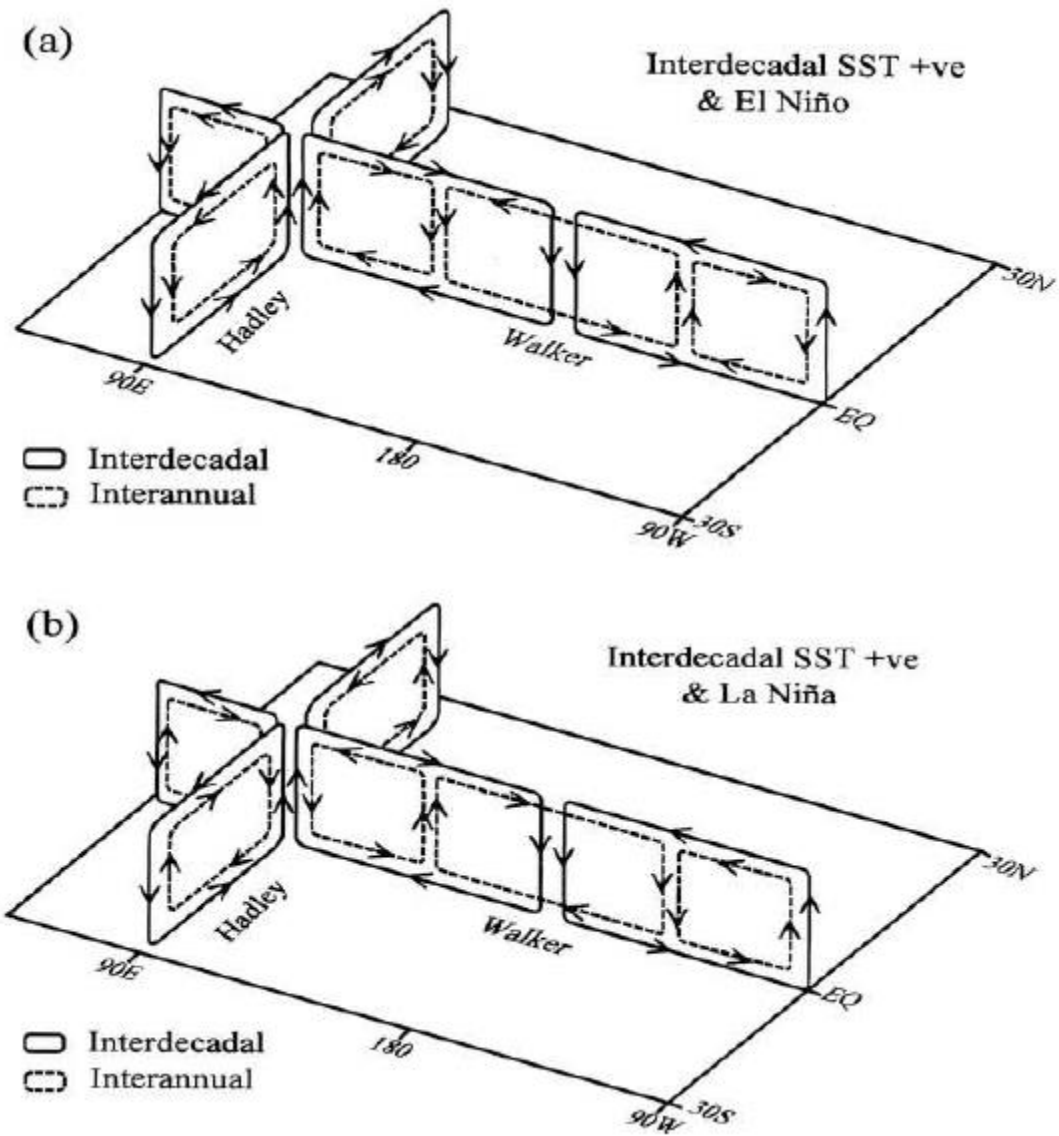 (a)
Interdecadal SST +ve
& El Niño
Hadley
Walker
30N
EQ
90E
180
90W
30S
Interdecadal
Interannual
(b)
Interdecadal SST +ve
& La Niña
Hadley
Walker
30N
EQ
90E
180
90W
30S
Interdecadal
Interannual